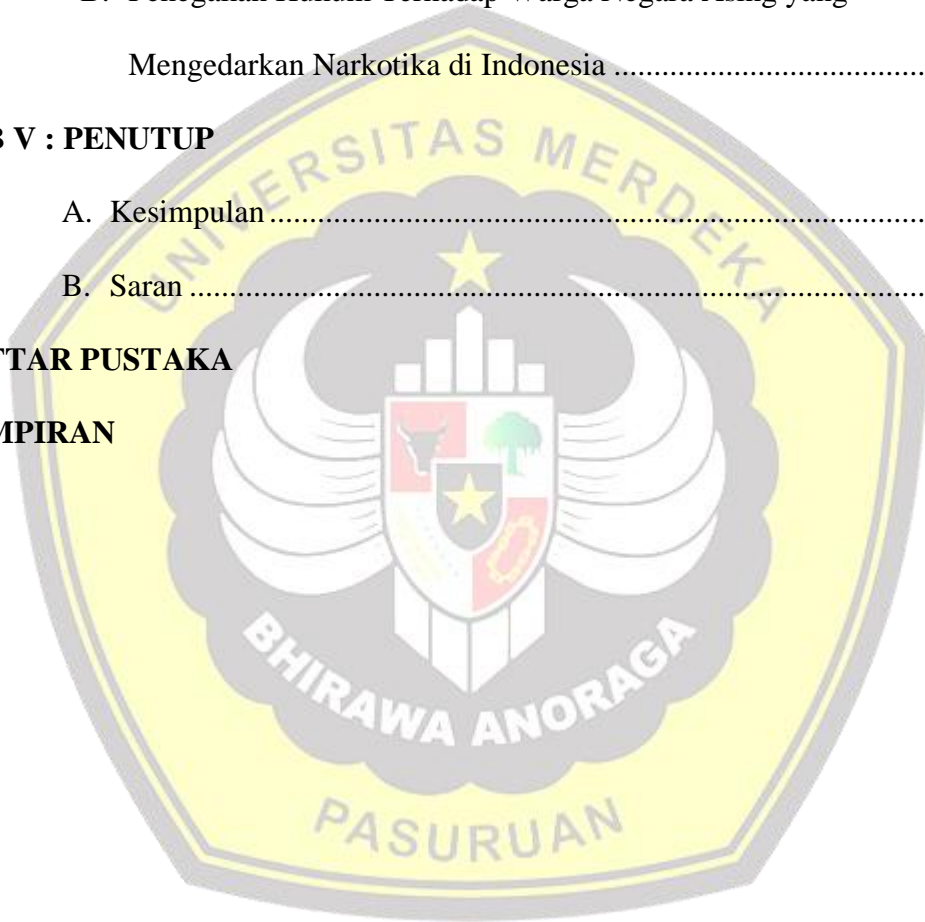 Mengedarkan Narkotika di Indonesia ..................................
B V : PENUTUP
A. Kesimpulan .....................................................................
B. Saran ..............................................................................
TAR PUSTAKA
MPIRAN
UNIVERSITAS MERDEKA
BHIRAWA ANORAGA
PASURUAN